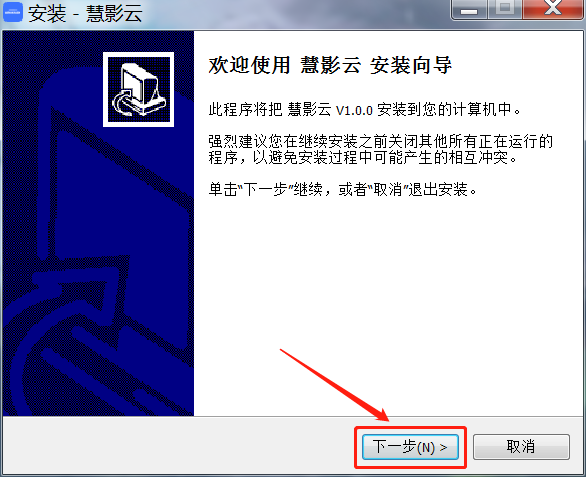 安装 - 慧影云
欢迎使用 慧影云 安装向导
此程序将把 慧影云 V1.0.0 安装到您的计算机中。
强烈建议您在继续安装之前关闭其他所有正在运行的
程序，以避免安装过程中可能产生的相互冲突。
单击“下一步”继续，或者“取消”退出安装。
下一步(N) >
取消